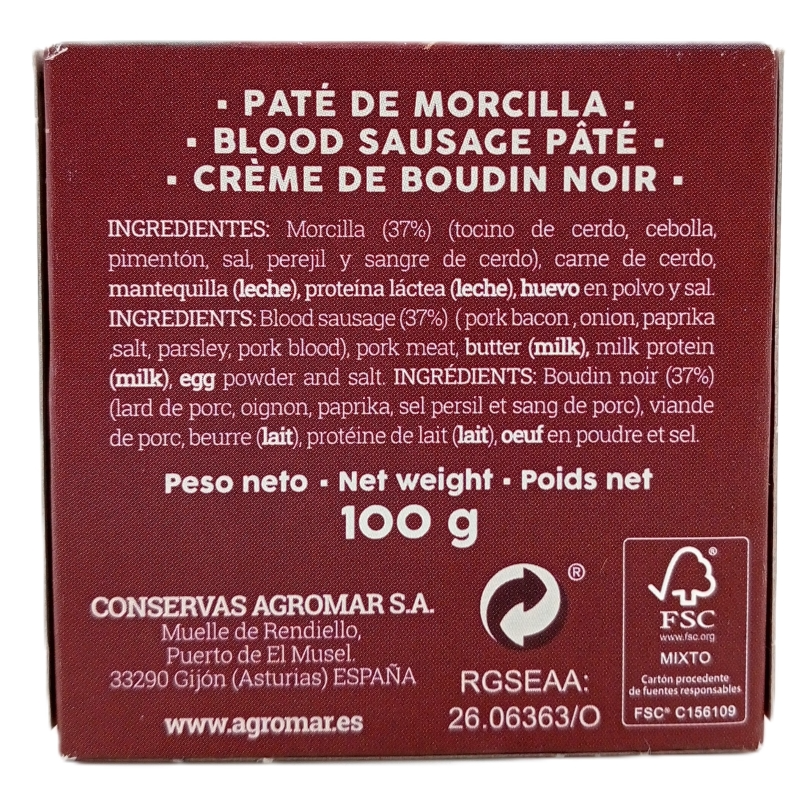 ▪ PATÉ DE MORCILLA ▪
▪ BLOOD SAUSAGE PÂTÉ ▪
▪ CRÈME DE BOUDIN NOIR ▪
INGREDIENTES: Morcilla (37%) (tocino de cerdo, cebolla,
pimentón, sal, perejil y sangre de cerdo), carne de cerdo,
mantequilla (leche), proteína láctea (leche), huevo en polvo y sal.
INGREDIENTS: Blood sausage (37%) ( pork bacon , onion, paprika
,salt, parsley, pork blood), pork meat, butter (milk), milk protein
(milk), egg powder and salt. INGRÉDIENTS: Boudin noir (37%)
(lard de porc, oignon, paprika, sel persil et sang de porc), viande
de porc, beurre (lait), protéine de lait (lait), oeuf en poudre et sel.
Peso neto ▪ Net weight ▪ Poids net
100 g
CONSERVAS AGROMAR S.A.
Muelle de Rendiello,
Puerto de El Musel.
33290 Gijón (Asturias) ESPAÑA
www.agromar.es
®
RGSEAA:
26.06363/O
®
FSC
www.fsc.org
MIXTO
Cartón procedente
de fuentes responsables
FSC® C156109